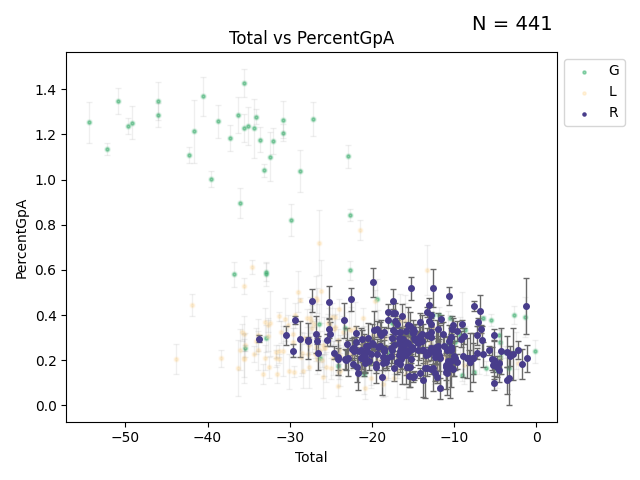 N = 441
Total vs PercentGpA
G
L
R
PercentGpA
1.4
1.2
1.0
0.8
0.6
0.4
0.2
0.0
−50 −40 −30 −20 −10 0
Total